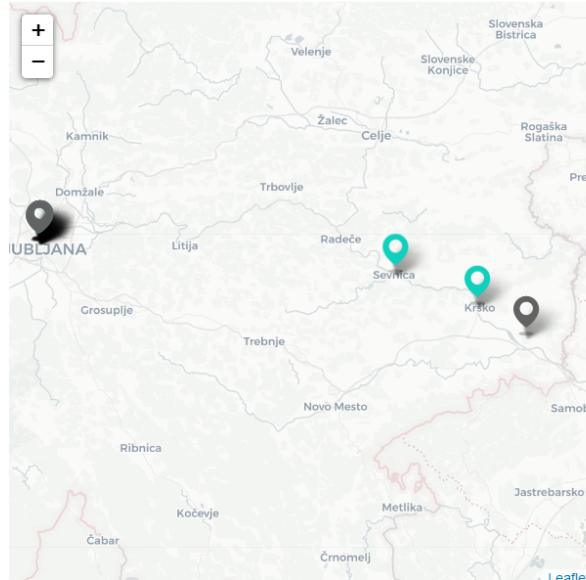 +
Slovenska
Bistrica
−
Velenje
Slovenske
Konjice
Žalec
Celje
Rogaška
Slatina
Kamnik
Pre
Trbovlje
Domžale
Radeče
JUBLJANA
Litija
Sevnica
Krško
Grosuplje
Trebnje
Novo Mesto
Samob
Ribnica
Jastrebarsko
Metlika
Kočevje
Čabar
Črnomelj
Leafle